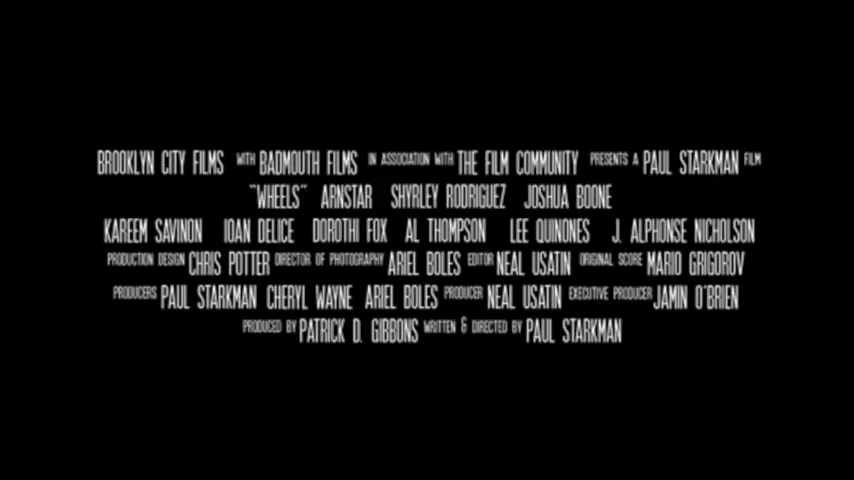 BROOKLYN CITY FILMS WITH BADMOUTH FILMS IN ASSOCIATION WITH THE FILM COMMUNITY PRESENTS A PAUL STARKMAN FILM
"WHEELS" ARNSTAR SHYRLEY RODRIGUEZ JOSHUA BOONE
KAREEM SAVINON IOAN DELICE DOROTHI FOX AL THOMPSON LEE QUINONES J. ALPHONSE NICHOLSON
PRODUCTION DESIGN CHRIS POTTER DIRECTOR OF PHOTOGRAPHY ARIEL BOLES EDITOR NEAL USATIN ORIGINAL SCORE MARIO GRIGOROV
PRODUCERS PAUL STARKMAN CHERYL WAYNE ARIEL BOLES PRODUCER NEAL USATIN EXECUTIVE PRODUCER JAMIN O'BRIEN
PRODUCED BY PATRICK D. GIBBONS WRITTEN & DIRECTED BY PAUL STARKMAN